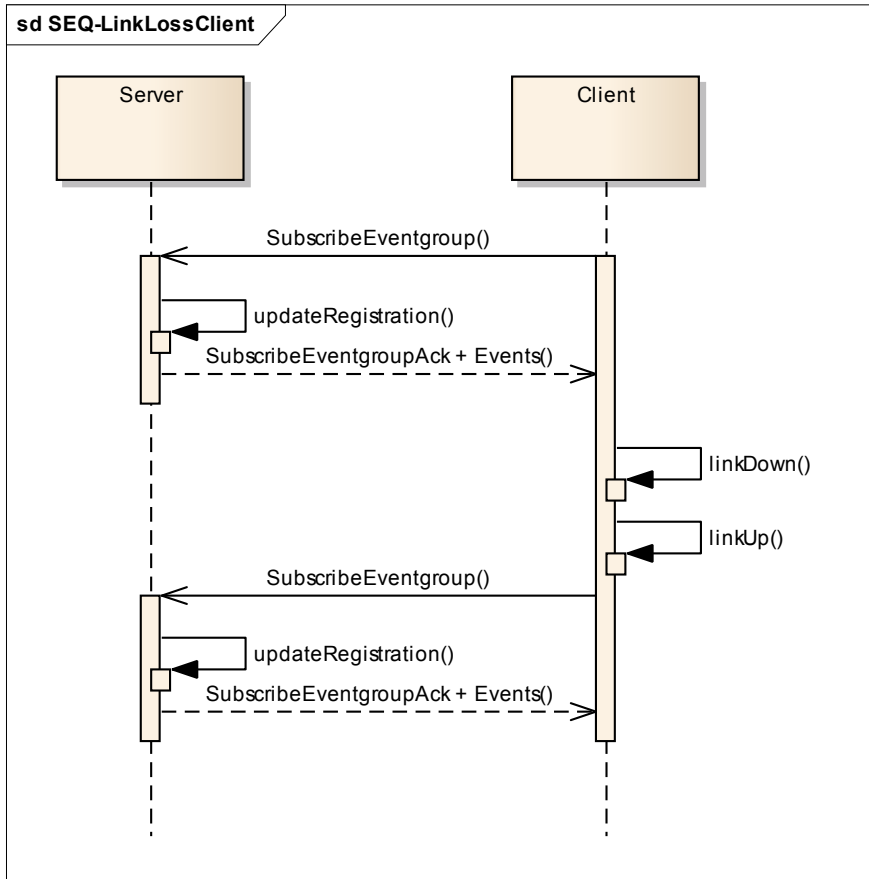 sd SEQ-LinkLossClient
Server
Client
SubscribeEventgroup()
updateRegistration()
SubscribeEventgroupAck + Events()
linkDown()
linkUp()
SubscribeEventgroup()
updateRegistration()
SubscribeEventgroupAck + Events()